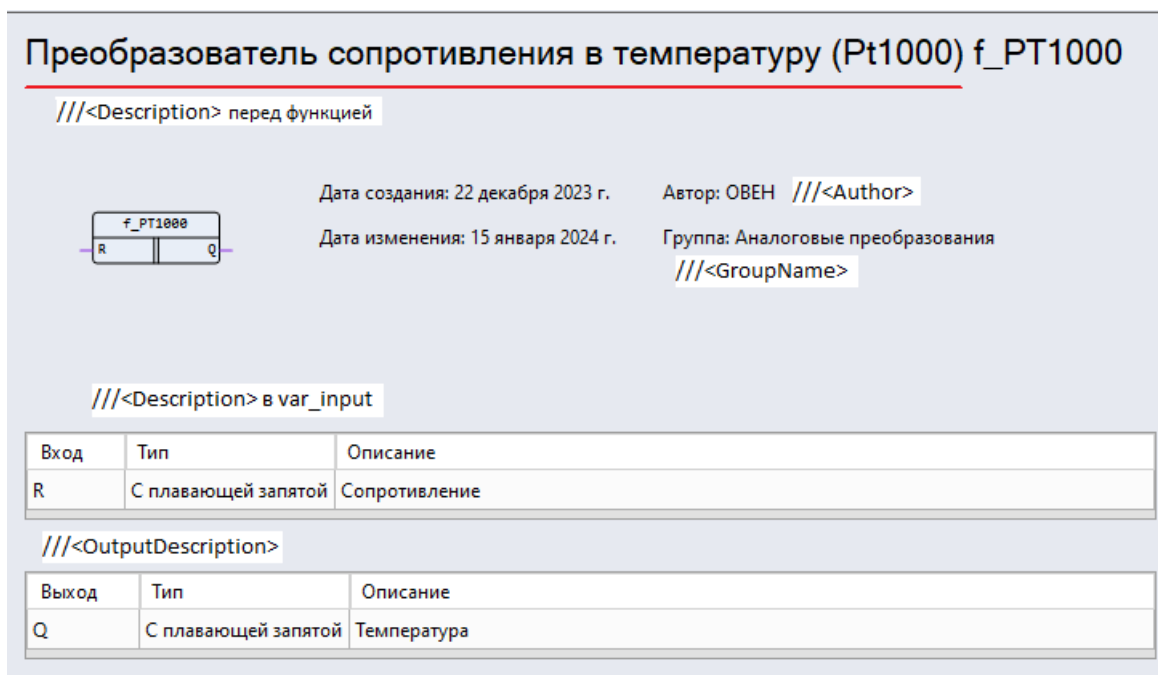 Преобразователь сопротивления в температуру (Pt1000) f_PT1000
///<Description> перед функцией
Дата создания: 22 декабря 2023 г. Автор: ОВЕН ///<Author>
f_PT1000
R Q
Дата изменения: 15 января 2024 г. Группа: Аналоговые преобразования
///<GroupName>
///<Description> в var_input
Вход Тип Описание
R С плавающей запятой Сопротивление
///<OutputDescription>
Выход Тип Описание
Q С плавающей запятой Температура